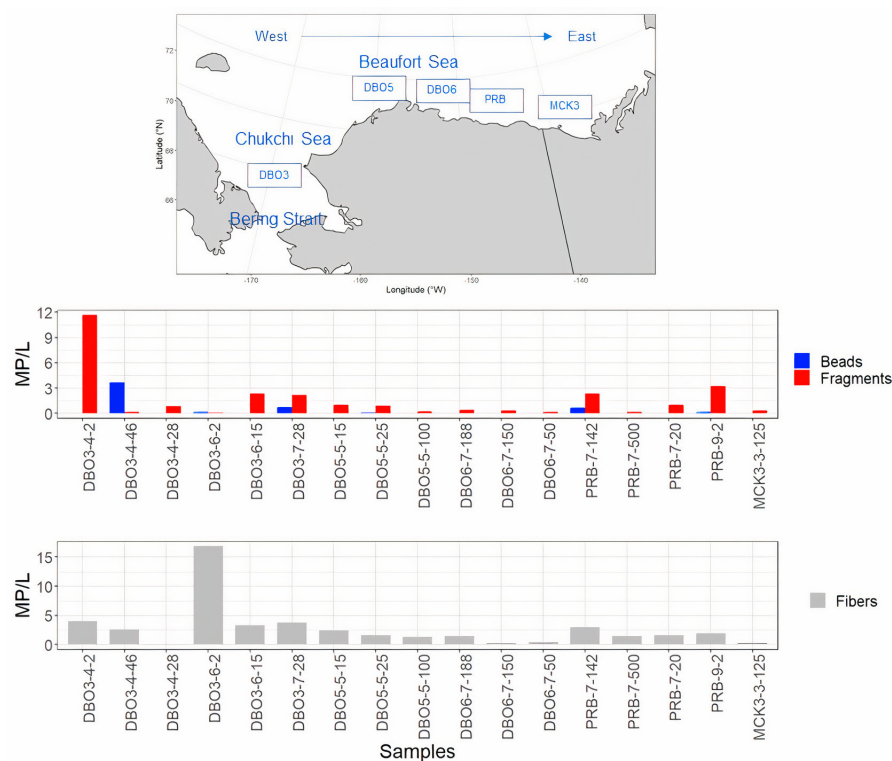 West East
Beaufort Sea
DBO5 DBO6 PRB MCK3
Chukchi Sea
DBO3
Bering Strait
72
70
68
66
Latitude (°N)
-170 -160 -150 -140
Longitude (°W)
MP/L
12
9
6
3
0
Beads
Fragments
DBO3-4-2
DBO3-4-46
DBO3-4-28
DBO3-6-2
DBO3-6-15
DBO3-7-28
DBO5-5-15
DBO5-5-25
DBO5-5-100
DBO6-7-188
DBO6-7-150
DBO6-7-50
PRB-7-142
PRB-7-500
PRB-7-20
PRB-9-2
MCK3-3-125
MP/L
15
10
5
0
Fibers
DBO3-4-2
DBO3-4-46
DBO3-4-28
DBO3-6-2
DBO3-6-15
DBO3-7-28
DBO5-5-15
DBO5-5-25
DBO5-5-100
DBO6-7-188
DBO6-7-150
DBO6-7-50
PRB-7-142
PRB-7-500
PRB-7-20
PRB-9-2
MCK3-3-125
Samples